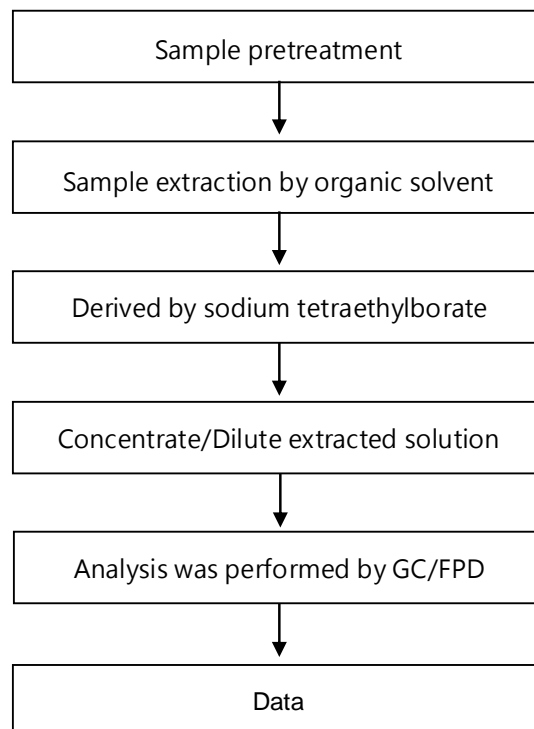 Sample pretreatment
Sample extraction by organic solvent
Derived by sodium tetraethylborate
Concentrate/Dilute extracted solution
Analysis was performed by GC/FPD
Data